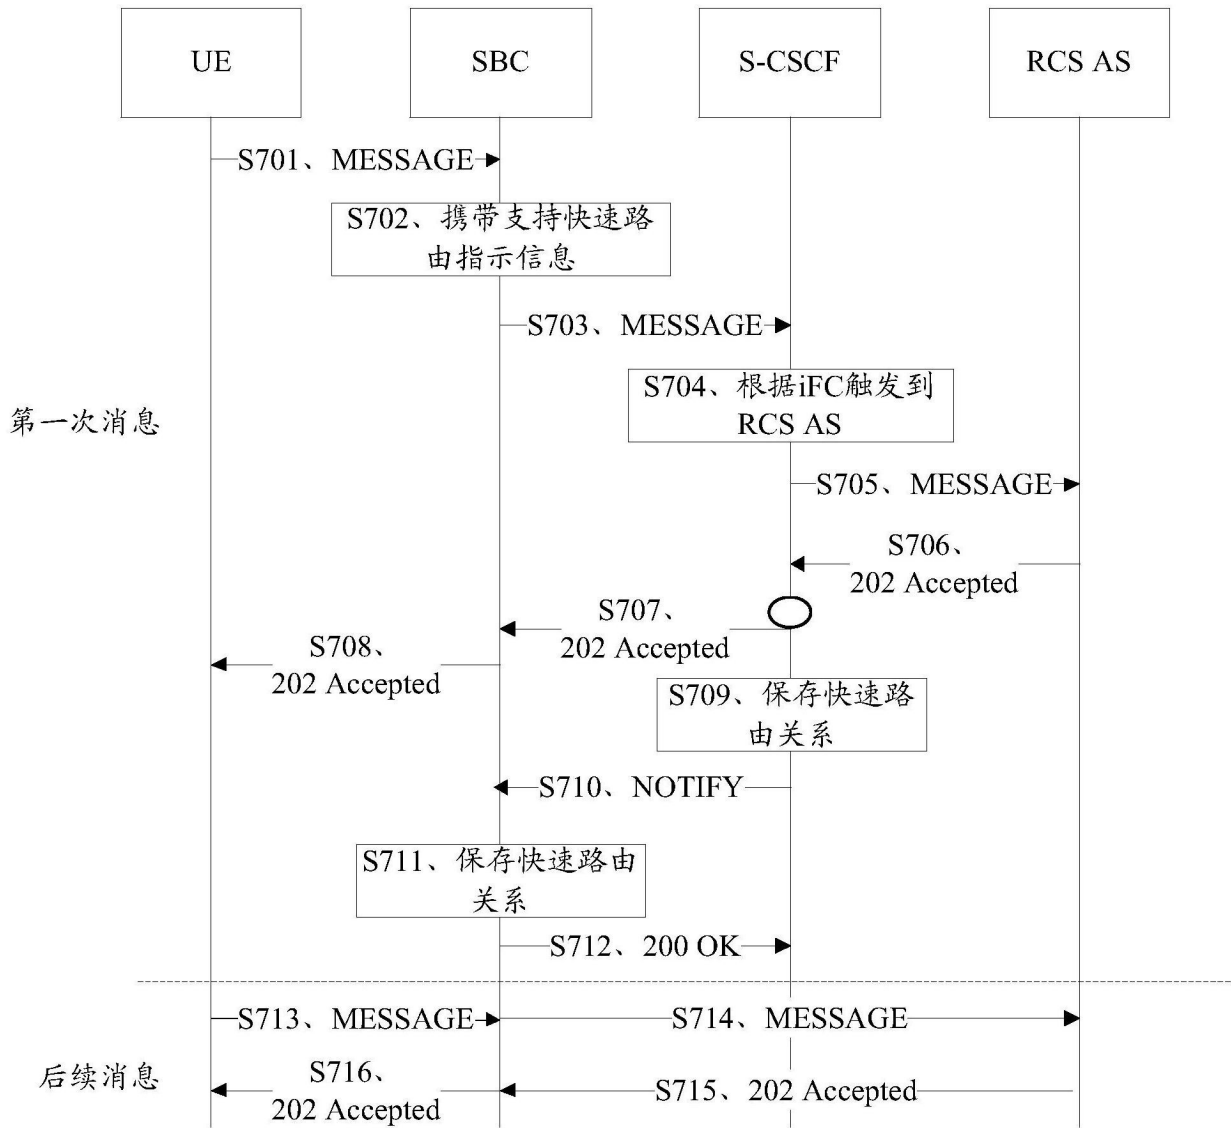 UE
SBC
S-CSCF
RCS AS
S701、MESSAGE
S702、携带支持快速路
由指示信息
S703、MESSAGE
S704、根据iFC触发到
RCS AS
第一次消息
S705、MESSAGE
S706、
202 Accepted
S707、
202 Accepted
S708、
202 Accepted
S709、保存快速路
由关系
S710、NOTIFY
S711、保存快速路由
关系
S712、200 OK
S713、MESSAGE
S714、MESSAGE
后续消息
S716、
202 Accepted
S715、202 Accepted